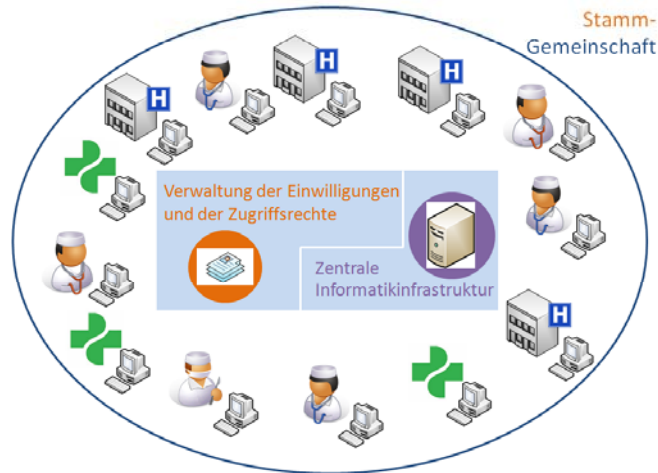 Stamm-
Gemeinschaft
H
H
H
Verwaltung der Einwilligungen
und der Zugriffsrechte
Zentrale
Informatikinfrastruktur
H